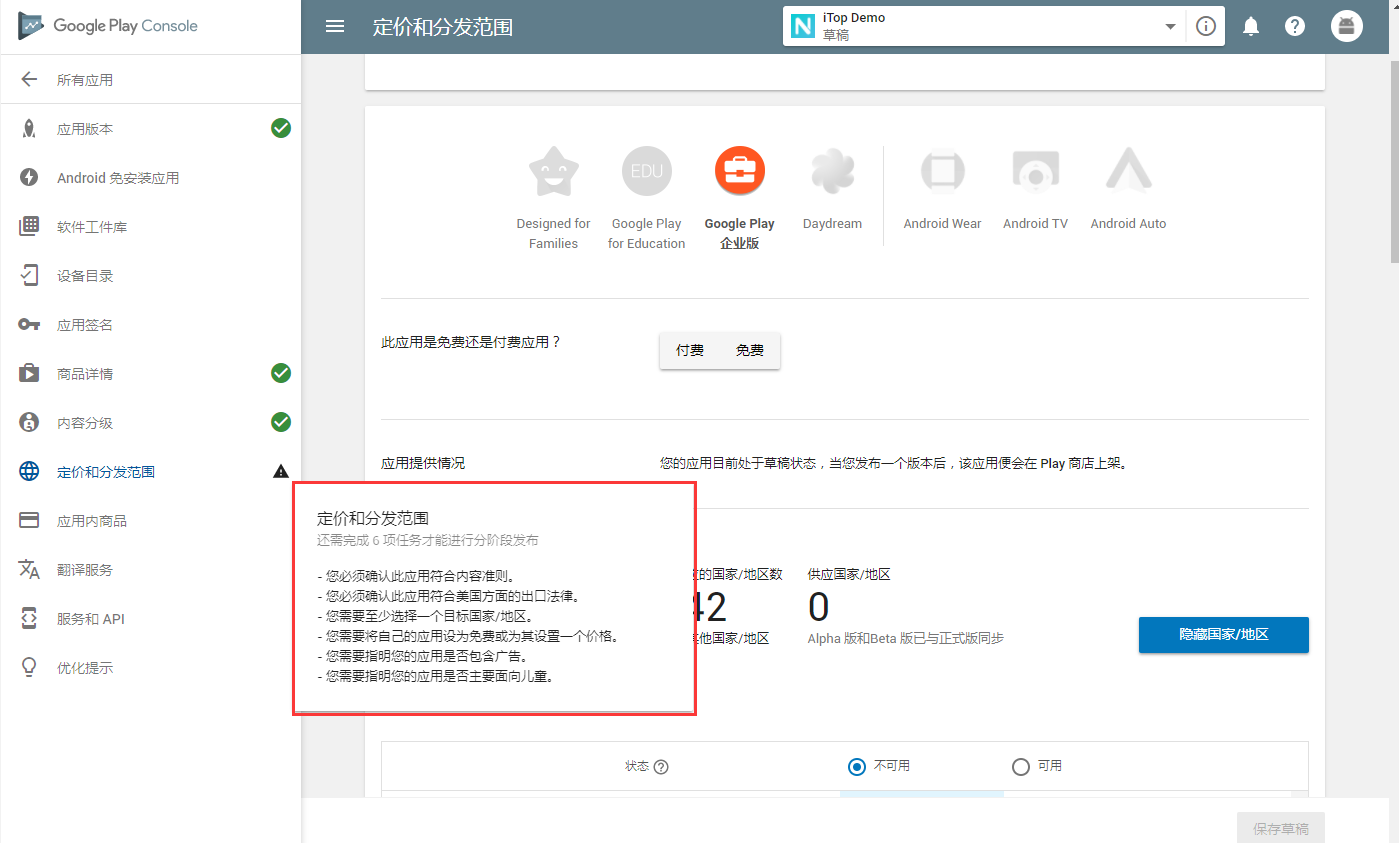 Google Play Console
定价和分发范围
iTop Demo
草稿
所有应用
应用版本
Android 免安装应用
软件工件库
设备目录
应用签名
商品详情
内容分级
定价和分发范围
应用内商品
翻译服务
服务和 API
优化提示
EDU
Designed for
Families
Google Play
for Education
Google Play
企业版
Daydream
Android Wear
Android TV
Android Auto
此应用是免费还是付费应用？
付费
免费
应用提供情况
您的应用目前处于草稿状态，当您发布一个版本后，该应用便会在 Play 商店上架。
定价和分发范围
还需完成 6 项任务才能进行分阶段发布
- 您必须确认此应用符合内容准则。
- 您必须确认此应用符合美国方面的出口法律。
- 您需要至少选择一个目标国家/地区。
- 您需要将自己的应用设为免费或为其设置一个价格。
- 您需要指明您的应用是否包含广告。
- 您需要指明您的应用是否主要面向儿童。
的国家/地区数
42
他国家/地区
供应国家/地区
0
Alpha 版和Beta 版已与正式版同步
隐藏国家/地区
状态
不可用
可用
保存草稿